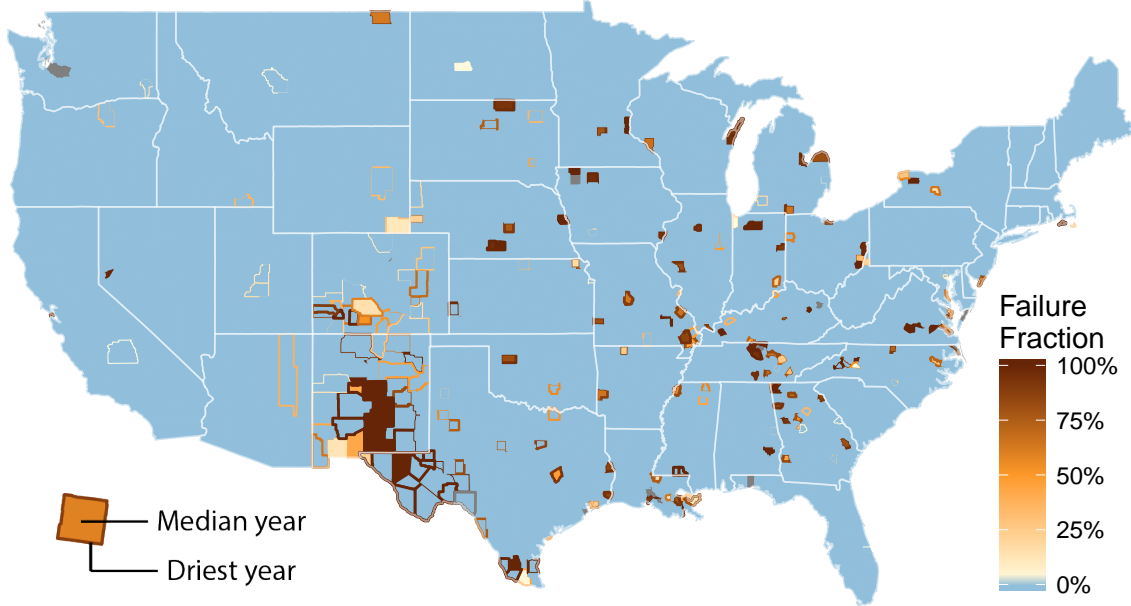 Failure
Fraction
100%
75%
50%
25%
0%
Median year
Driest year